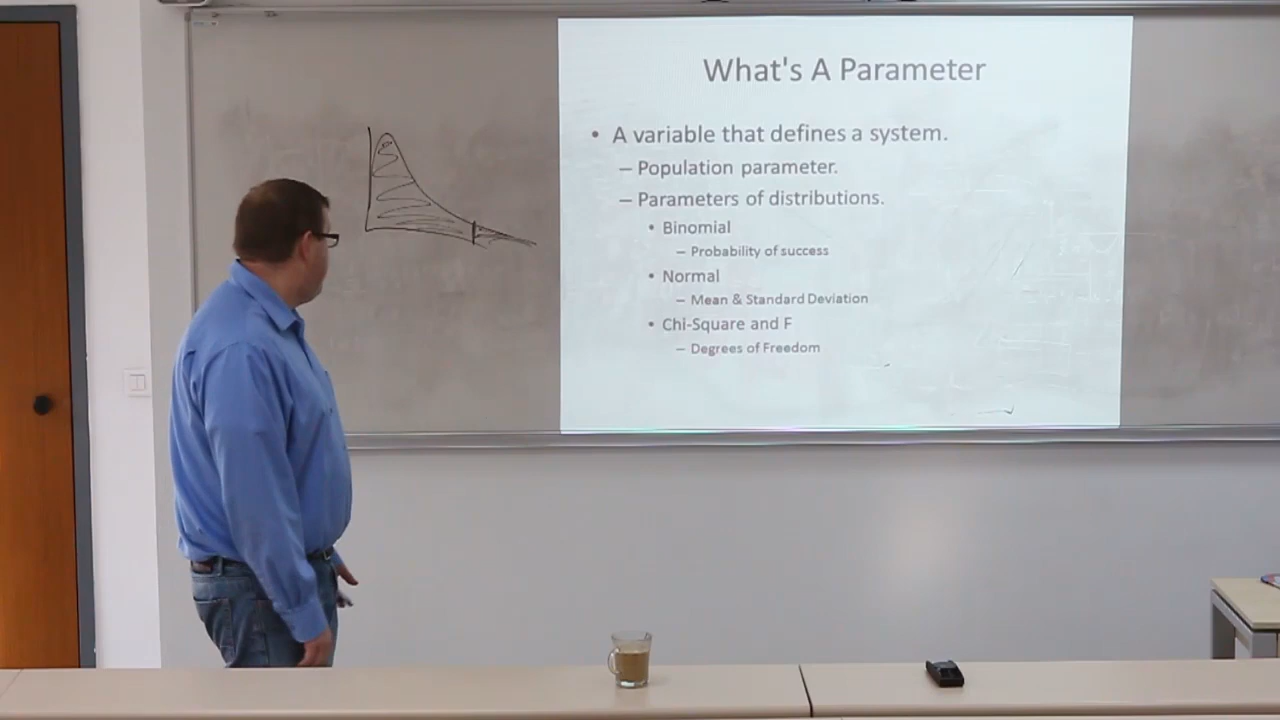 What's A Parameter
• A variable that defines a system.
– Population parameter.
– Parameters of distributions.
• Binomial
– Probability of success
• Normal
– Mean & Standard Deviation
• Chi-Square and F
– Degrees of Freedom